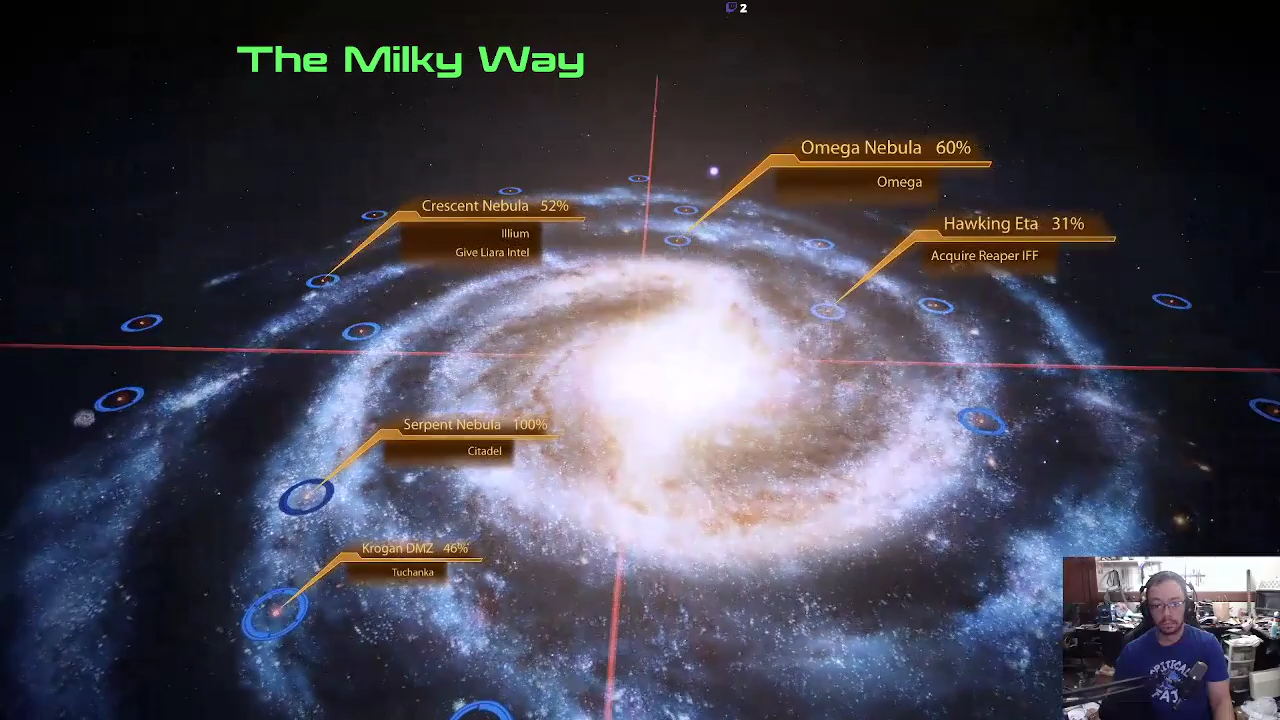 2
The Milky Way
Omega Nebula 60%
Omega
Crescent Nebula 52%
Illium
Give Liara Intel
Hawking Eta 31%
Acquire Reaper IFF
Serpent Nebula 100%
Citadel
Krogan DMZ 46%
Tuchanka
CRITICAL